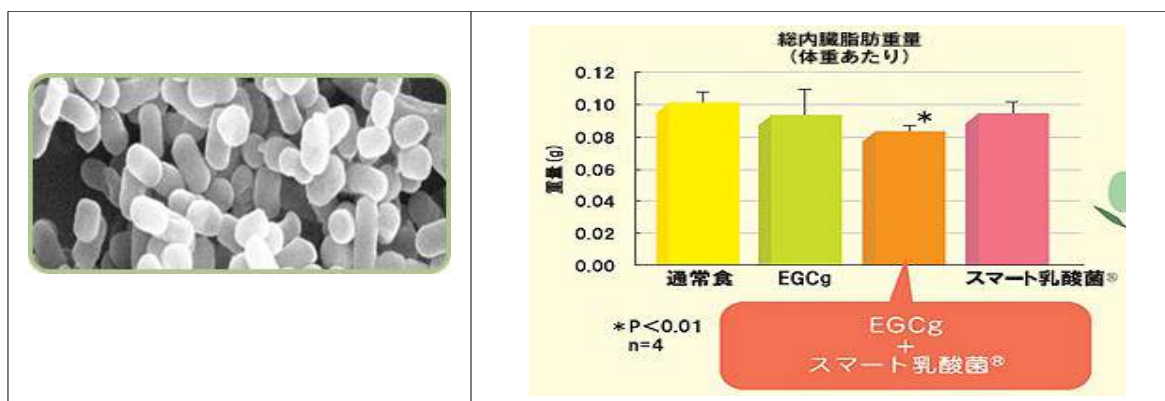 総内臓脂肪重量
(体重あたり)
重量(g)
0.12
0.10
0.08
0.06
0.04
0.02
0.00
*
通常食
EGCg
スマート乳酸菌®
*P<0.01
n=4
EGCg
+
スマート乳酸菌®